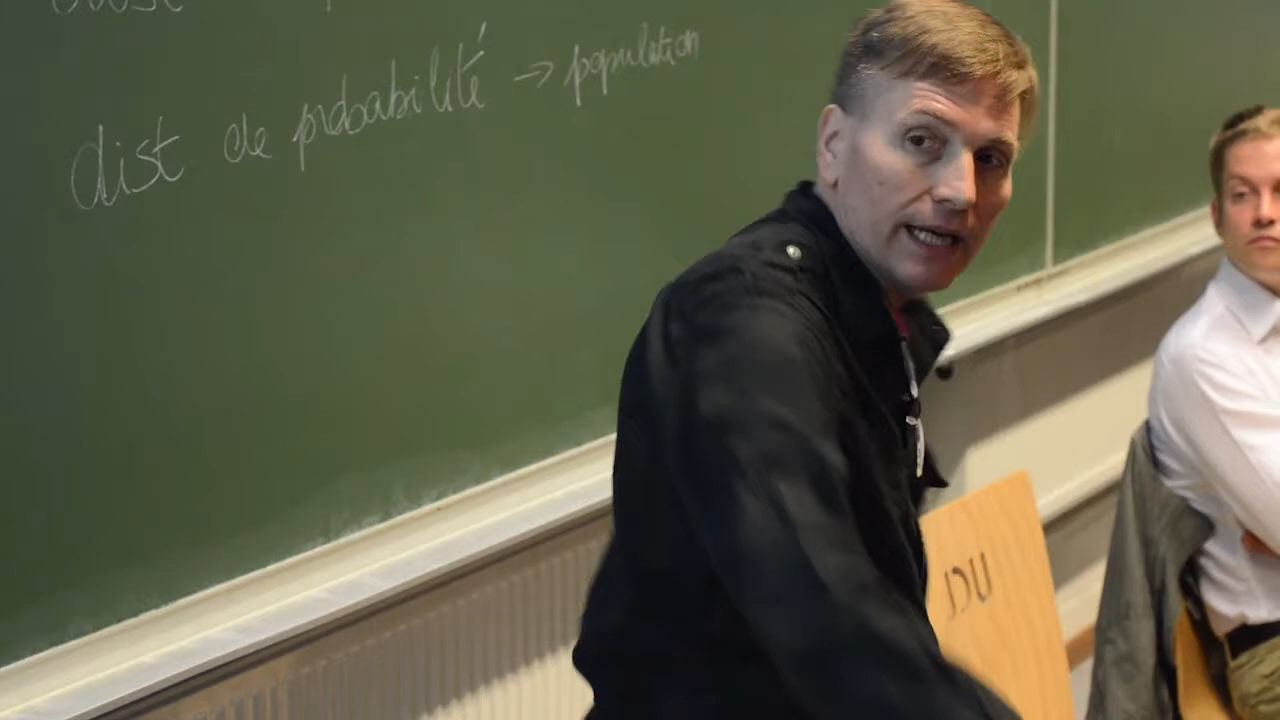 dist de probabilité → population
DU